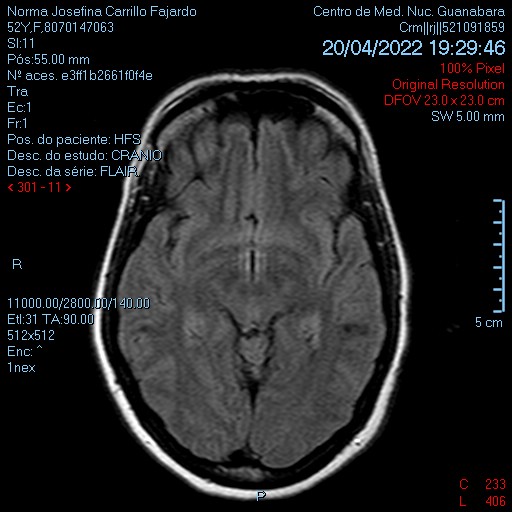 Norma Josefina Carrillo Fajardo
52Y,F,8070147063
Sl:11
Pós:55.00 mm
Nº aces. e3ff1b2661f0f4e
Tra
Ec:1
Fr:1
Pos. do paciente: HFS
Desc. do estudo: CRANIO
Desc. da série: FLAIR
< 301 - 11 >
Centro de Med. Nuc. Guanabara
Crm||rj||521091859
20/04/2022 19:29:46
100% Pixel
Original Resolution
DFOV 23.0 x 23.0 cm
SW 5.00 mm
R
5 cm
11000.00/2800.00/140.00
Etl:31 TA:90.00
512x512
Enc: ^
1nex
P
C 233
L 406